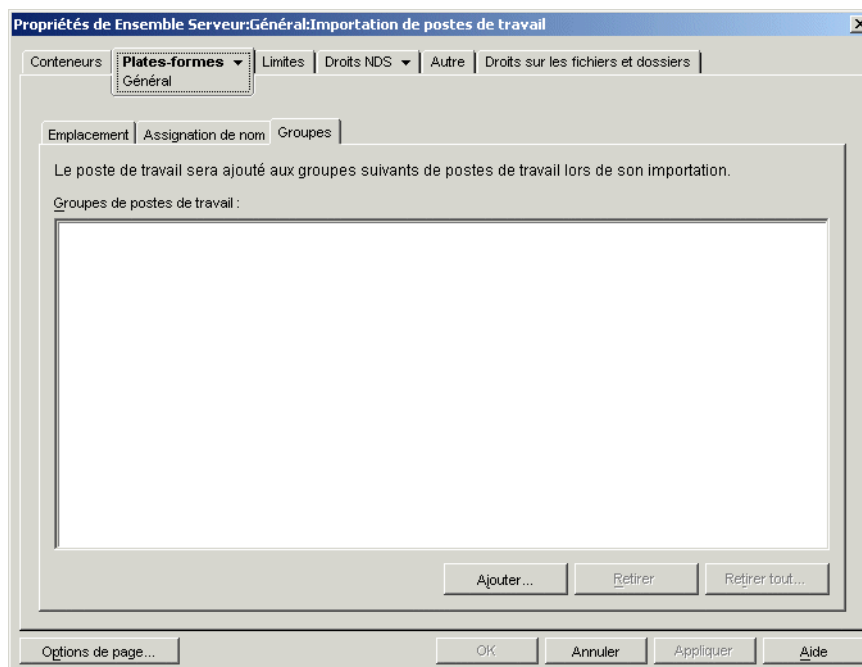 Propriétés de Ensemble Serveur:Général:Importation de postes de travail
Conteneurs Plates-formes Limites Droits NDS Autre Droits sur les fichiers et dossiers
Général
Emplacement Assignation de nom Groupes
Le poste de travail sera ajouté aux groupes suivants de postes de travail lors de son importation.
Groupes de postes de travail :
Ajouter... Retirer Retirer tout...
Options de page... OK Annuler Appliquer Aide